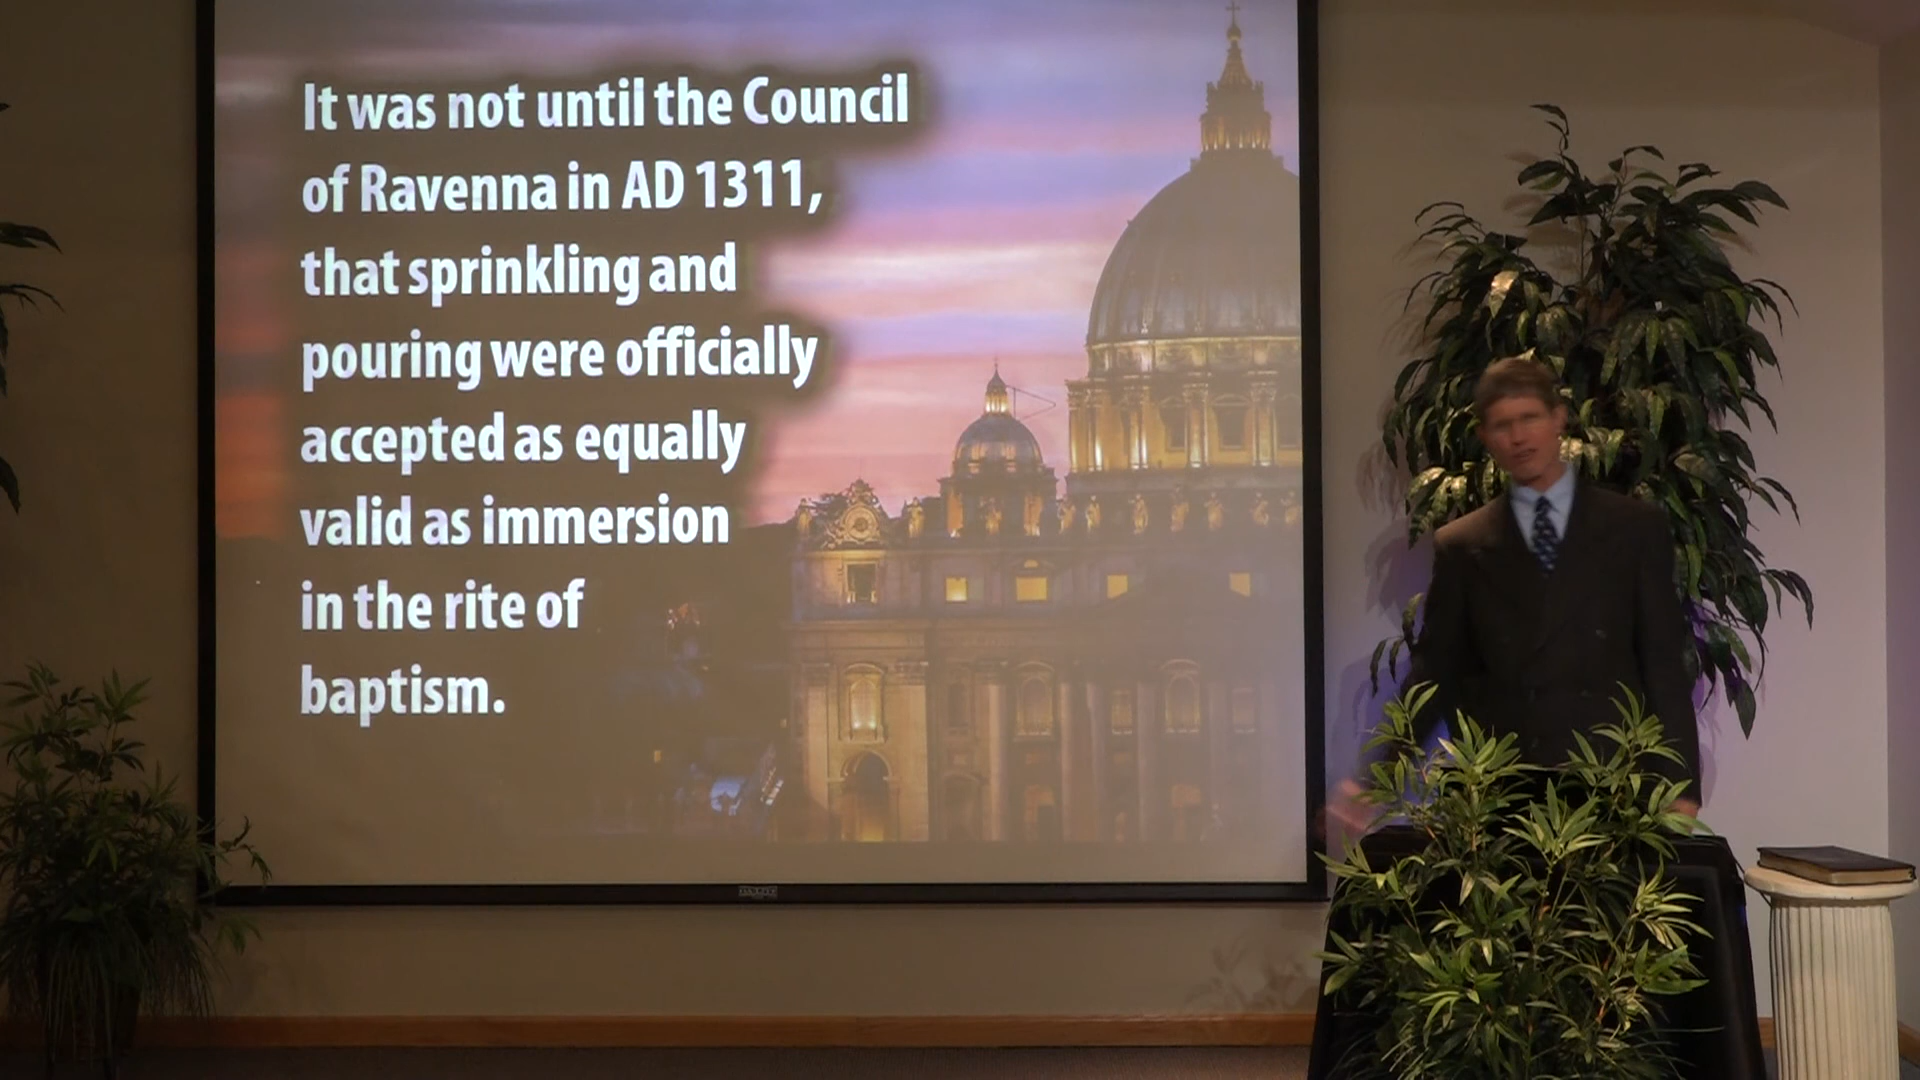 It was not until the Council
of Ravenna in AD 1311,
that sprinkling and
pouring were officially
accepted as equally
valid as immersion
in the rite of
baptism.